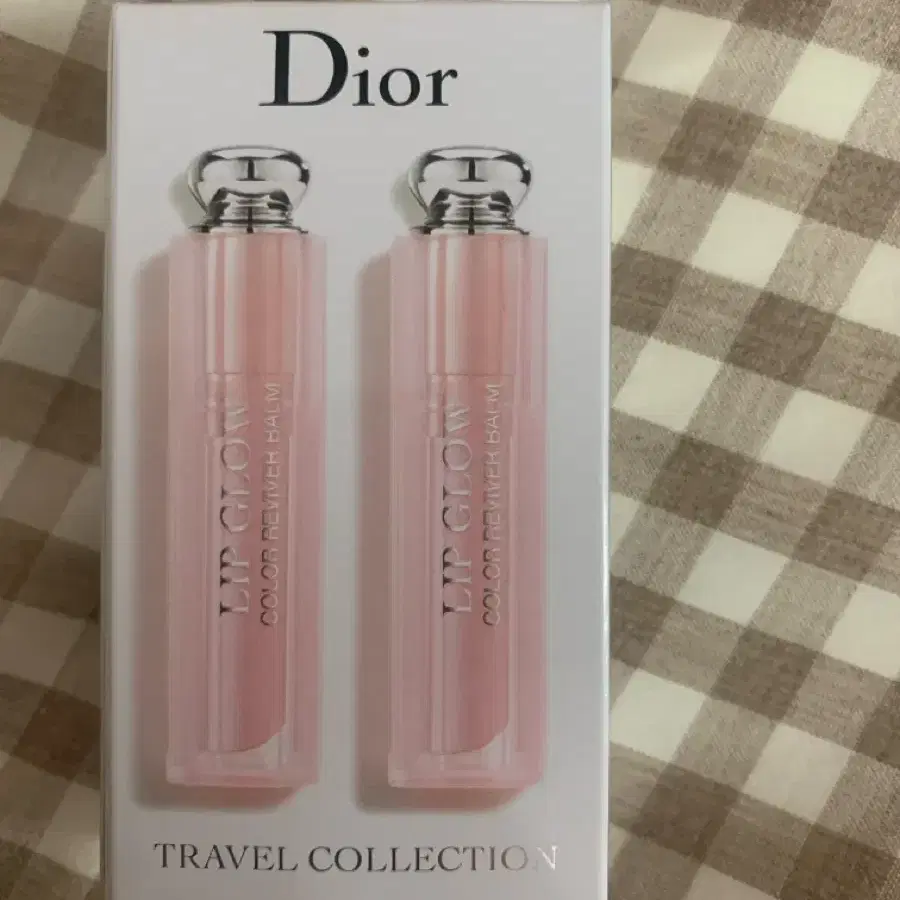 Dior
LIP GLOW
COLOR REVIVER BALM
LIP GLOW
COLOR REVIVER BALM
TRAVEL COLLECTION